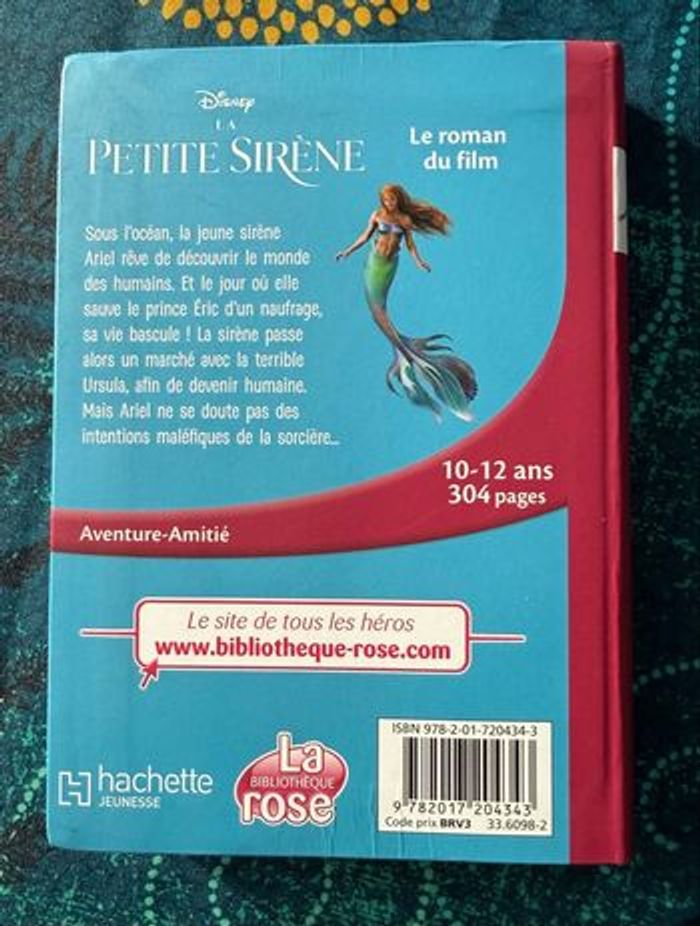 Disney
LA
PETITE SIRÈNE
Le roman
du film
Sous l'océan, la jeune sirène
Ariel rêve de découvrir le monde
des humains. Et le jour où elle
sauve le prince Éric d'un naufrage,
sa vie bascule ! La sirène passe
alors un marché avec la terrible
Ursula, afin de devenir humaine.
Mais Ariel ne se doute pas des
intentions maléfiques de la sorcière...
10-12 ans
304 pages
Aventure-Amitié
Le site de tous les héros
www.bibliotheque-rose.com
hachette
JEUNESSE
La
BIBLIOTHÈQUE
rose
ISBN 978-2-01-720434-3
9 782017 204343
Code prix BRV3 33.6098-2